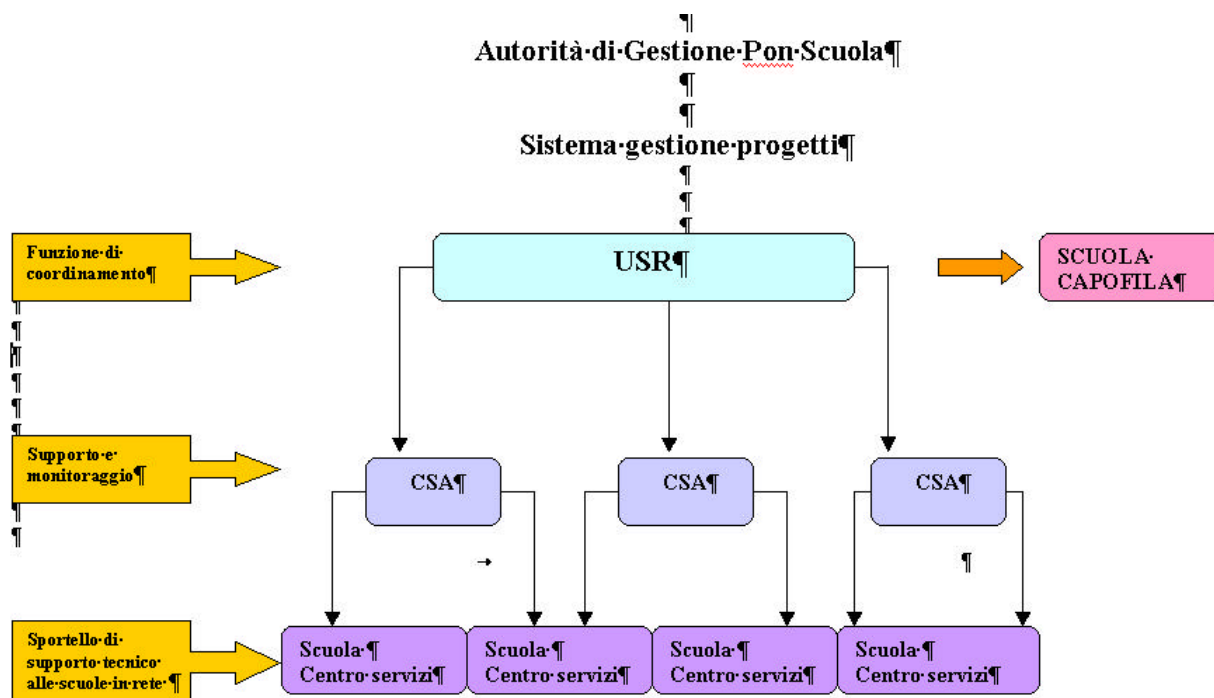 Autorità di Gestione Pon Scuola¶
Sistema gestione progetti¶
Funzione di
coordinamento¶
USR¶
SCUOLA
CAPOFILA¶
Supporto e
monitoraggio¶
CSA¶
CSA¶
CSA¶
Sportello di
supporto tecnico
alle scuole in rete ¶
Scuola ¶
Centro servizi¶
Scuola ¶
Centro servizi¶
Scuola ¶
Centro servizi¶
Scuola ¶
Centro servizi¶